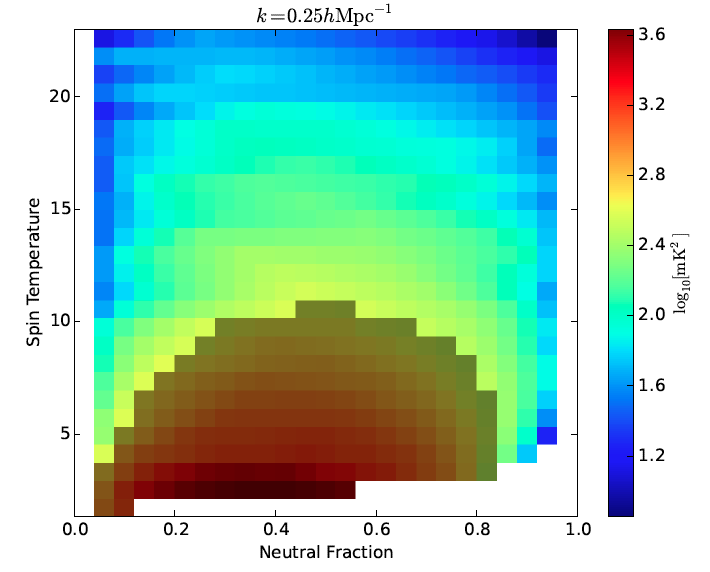 k=0.25hMpc⁻¹
20
15
10
5
Spin Temperature
0.0 0.2 0.4 0.6 0.8 1.0
Neutral Fraction
3.6
3.2
2.8
2.4
2.0
1.6
1.2
log₁₀[mK²]